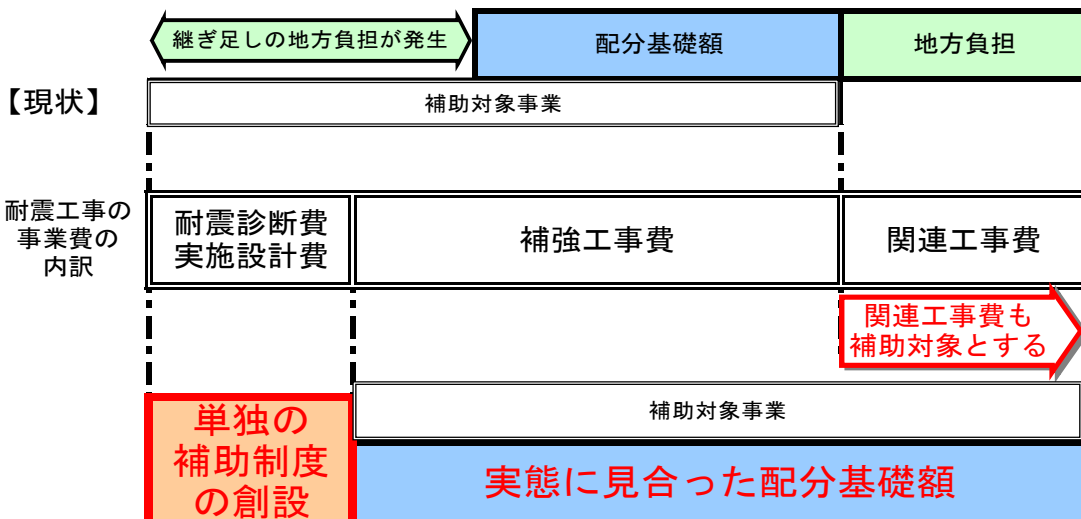 継ぎ足しの地方負担が発生
配分基礎額
地方負担
【現状】
補助対象事業
耐震工事の
事業費の
内訳
耐震診断費
実施設計費
補強工事費
関連工事費
関連工事費も
補助対象とする
補助対象事業
単独の
補助制度
の創設
実態に見合った配分基礎額